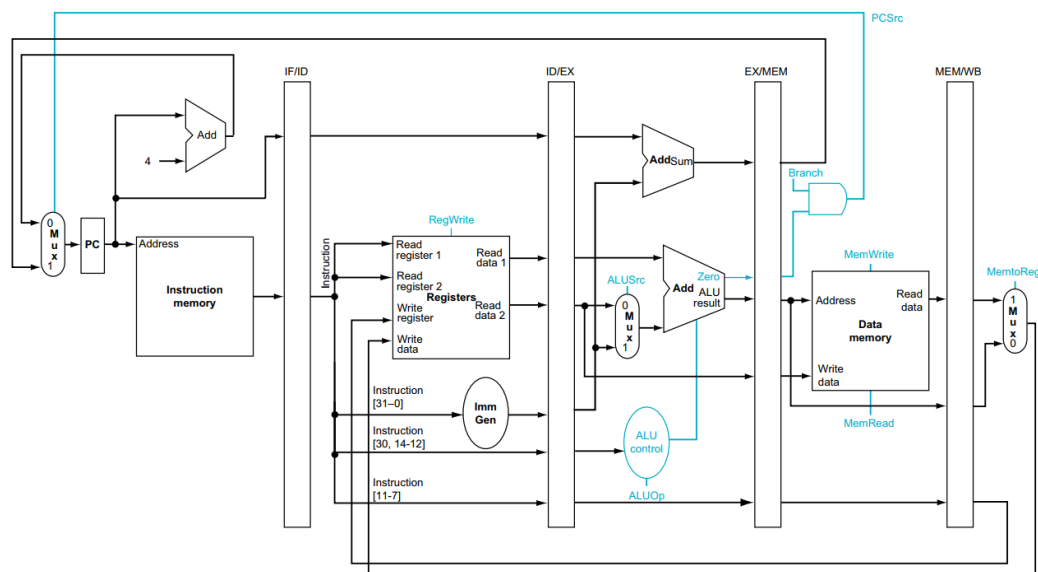 PCSrc
IF/ID
ID/EX
EX/MEM
MEM/WB
Add
4
Add Sum
Branch
0
M
u
x
1
PC
Address
Instruction
memory
Instruction
RegWrite
Read
register 1
Read
register 2
Write
register
Write
data
Registers
Read
data 1
Read
data 2
ALUSrc
0
M
u
x
1
Zero
Add
ALU
result
MemWrite
Address
Read
data
Data
memory
Write
data
MemRead
MemtoReg
1
M
u
x
0
Instruction
[31–0]
Imm
Gen
Instruction
[30, 14-12]
ALU
control
Instruction
[11-7]
ALUOp